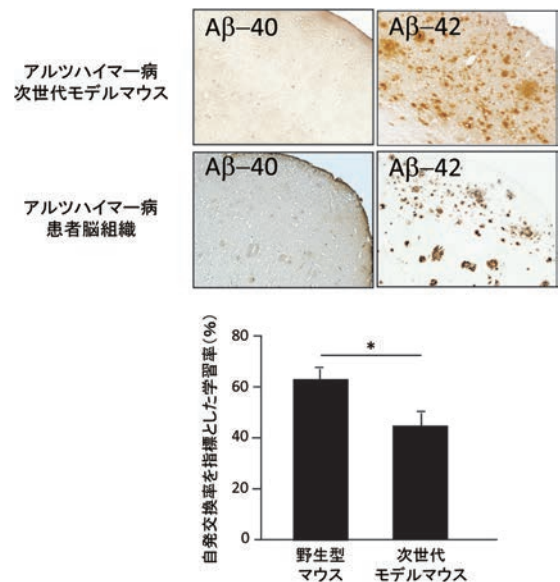 Aβ-40
Aβ-42
アルツハイマー病
次世代モデルマウス
Aβ-40
Aβ-42
アルツハイマー病
患者脳組織
自発交換率を指標とした学習率(%)
80
60
40
20
0
*
野生型
マウス
次世代
モデルマウス